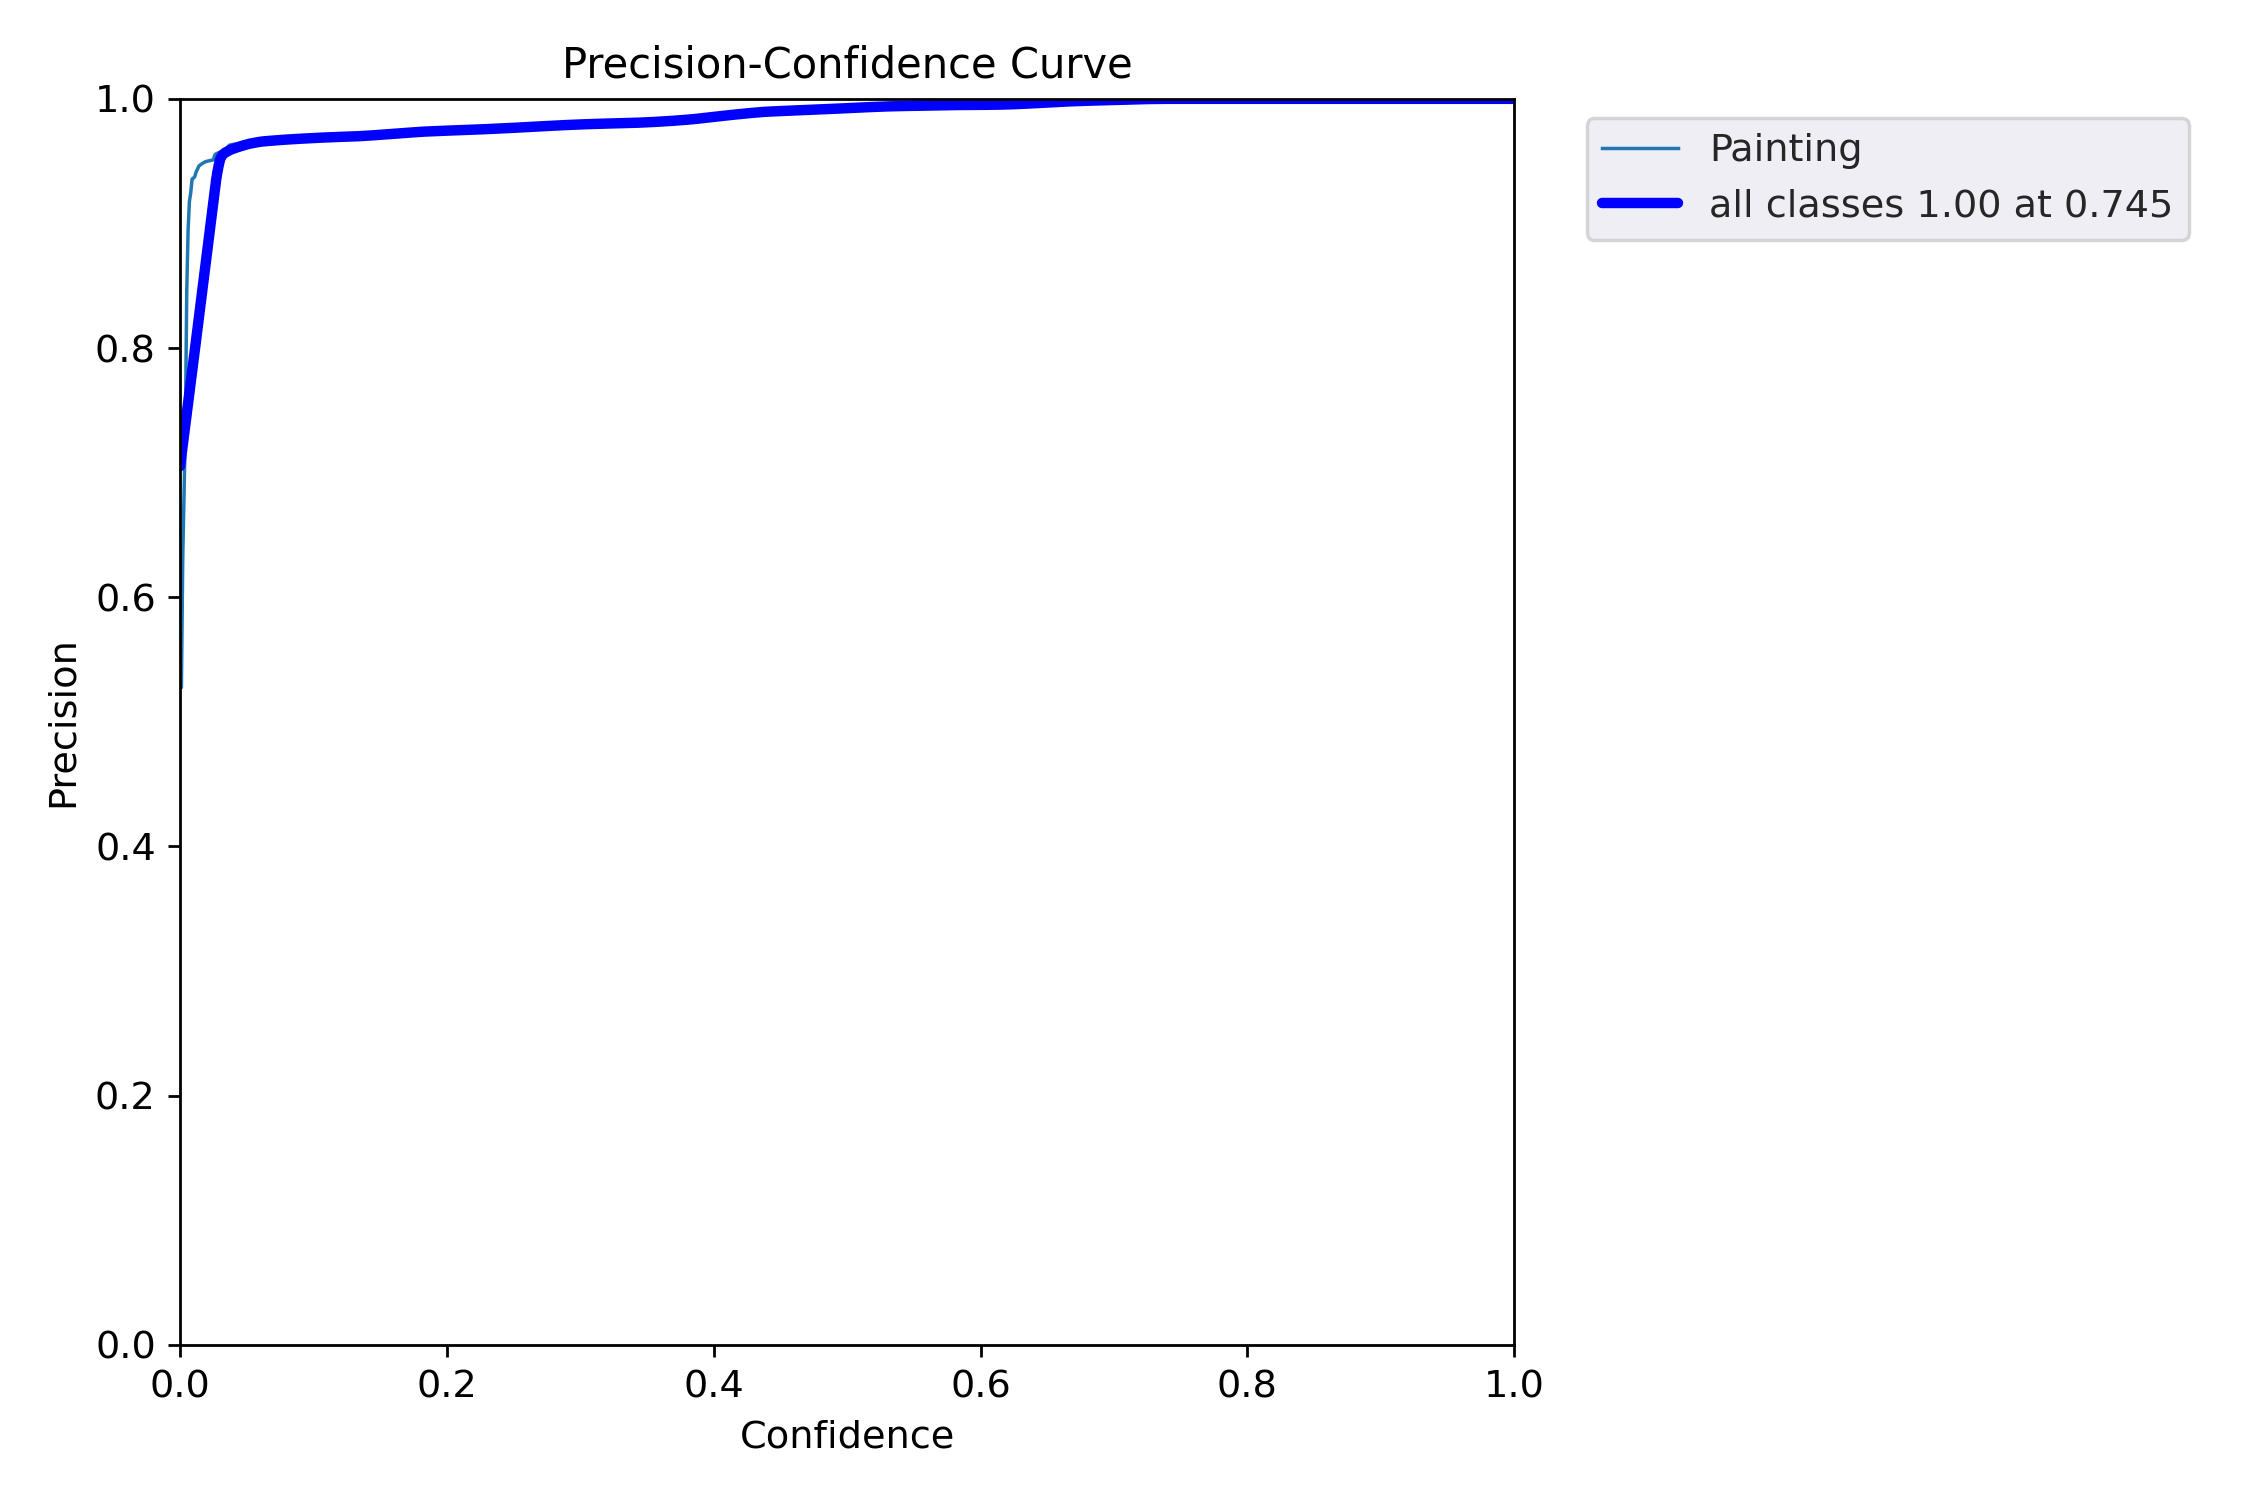 Precision-Confidence Curve
1.0
0.8
0.6
0.4
0.2
0.0
Precision
0.0 0.2 0.4 0.6 0.8 1.0
Confidence
Painting
all classes 1.00 at 0.745